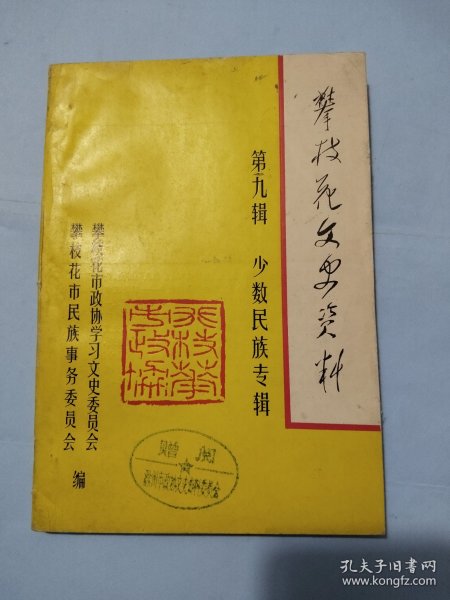 攀枝花文史资料
第九辑 少数民族专辑
攀枝花市政协学习文史委员会
攀枝花市民族事务委员会 编
孔夫子旧书网
www.kongfz.com